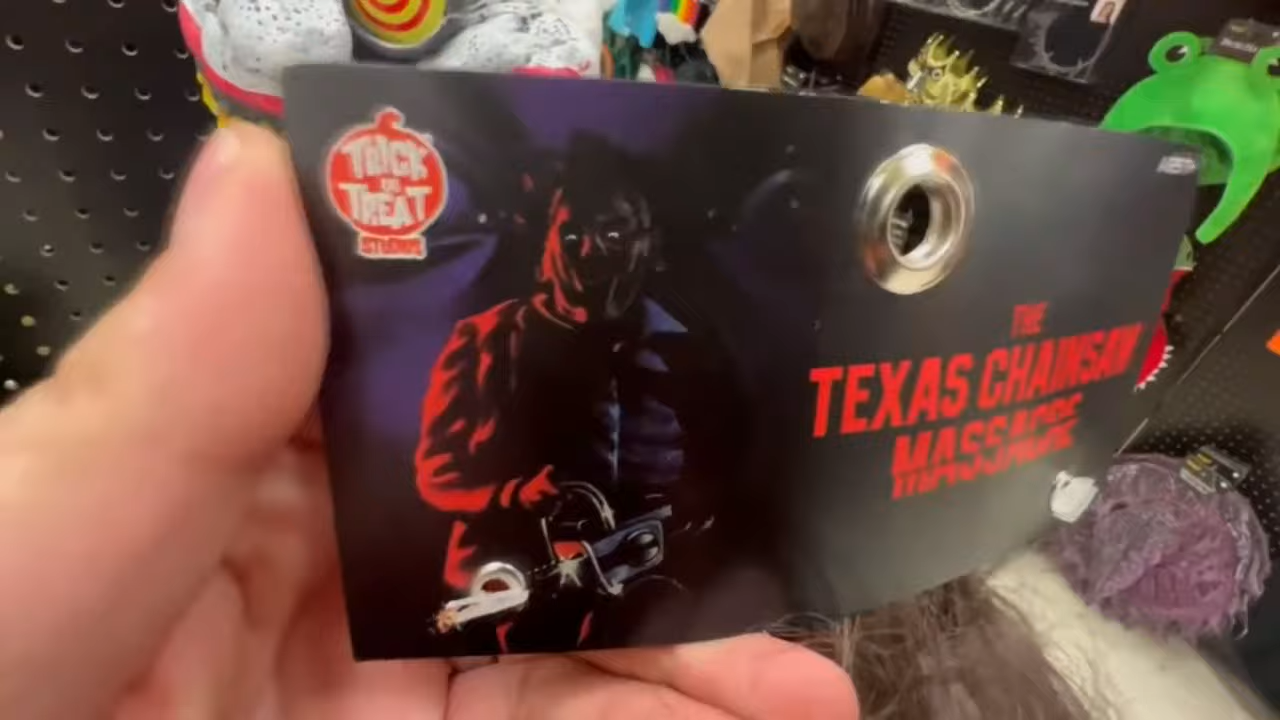 TRICK
OR
TREAT
STUDIOS
THE
TEXAS CHAINSAW
MASSACRE